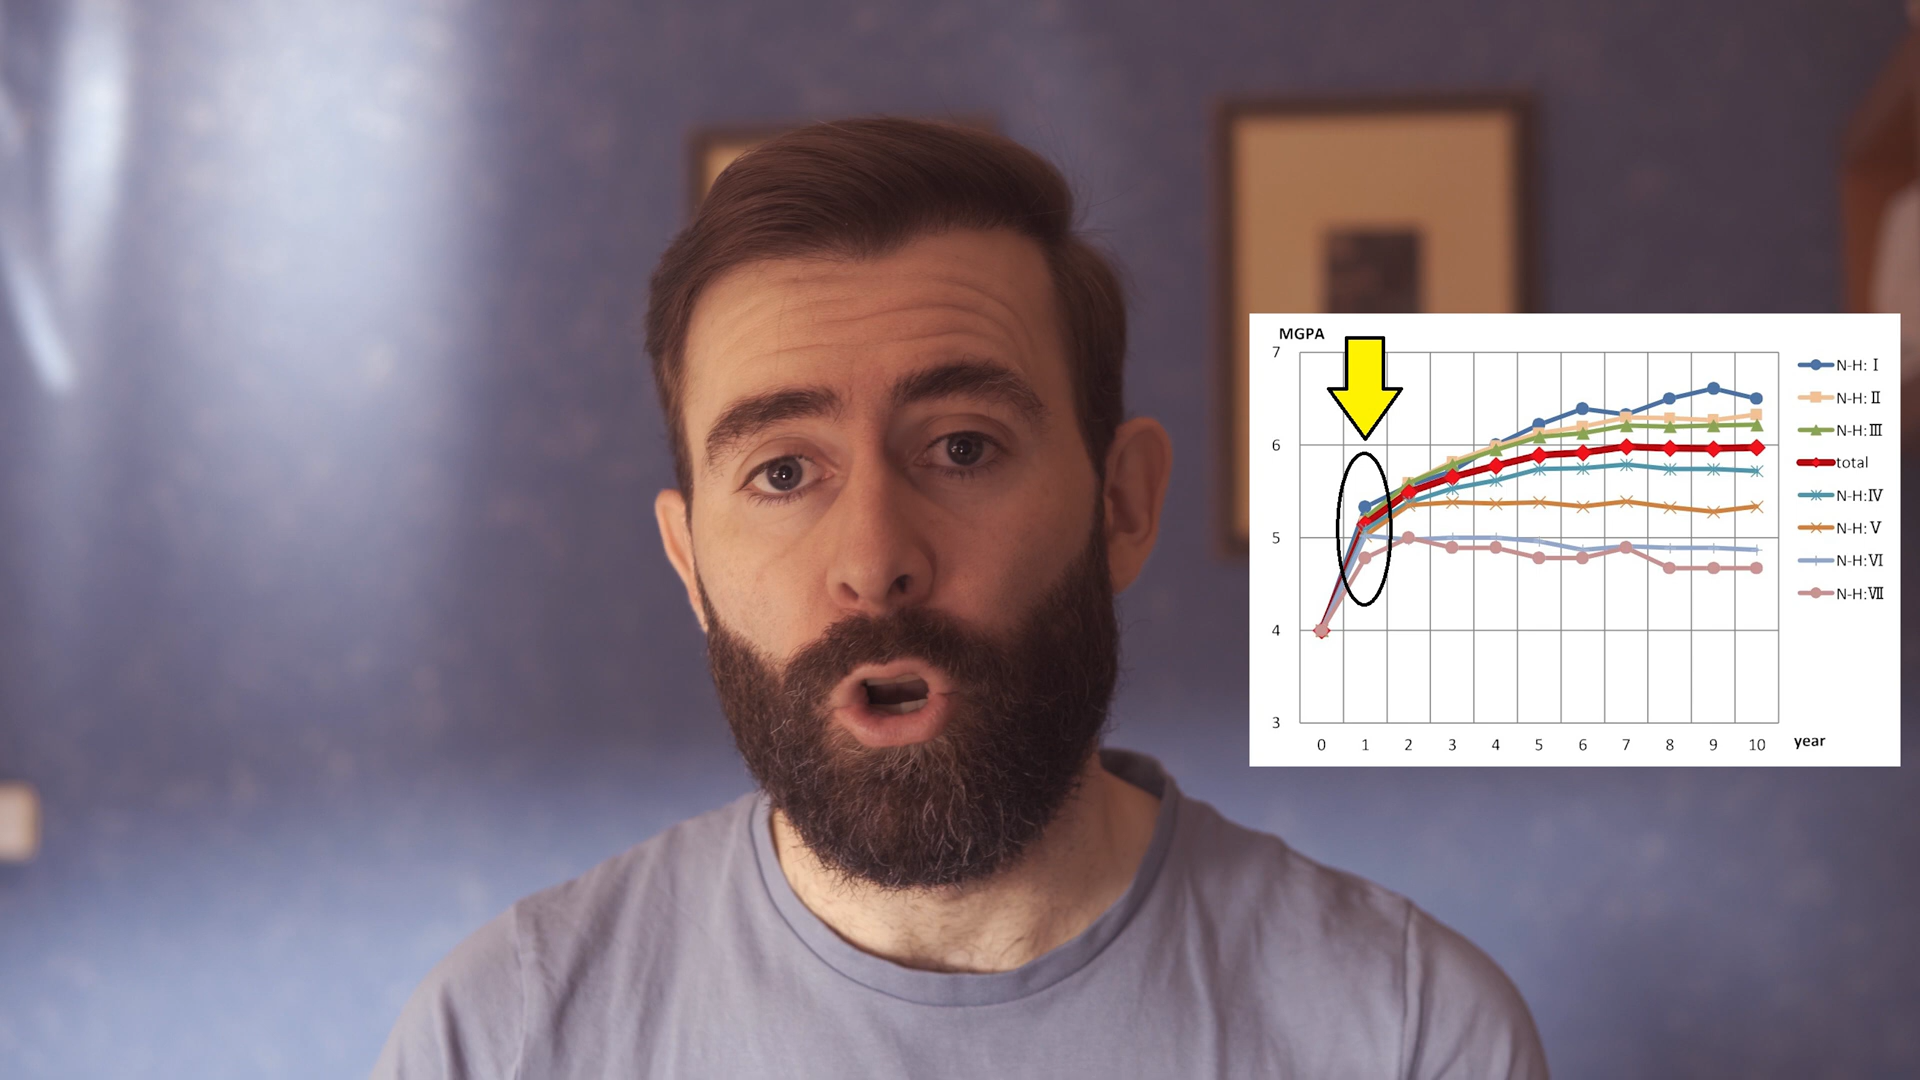 MGPA
7
6
5
4
3
0 1 2 3 4 5 6 7 8 9 10 year
N-H: Ⅰ
N-H: Ⅱ
N-H: Ⅲ
total
N-H: Ⅳ
N-H: Ⅴ
N-H: Ⅵ
N-H: Ⅶ